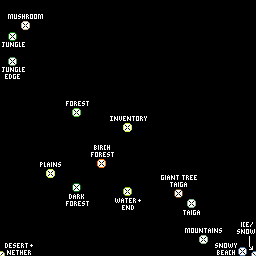 MUSHROOM
JUNGLE
JUNGLE
EDGE
FOREST
INVENTORY
BIRCH
FOREST
PLAINS
DARK
FOREST
WATER +
END
GIANT TREE
TAIGA
TAIGA
MOUNTAINS
ICE/
SNOW
SNOWY
BEACH
DESERT +
NETHER